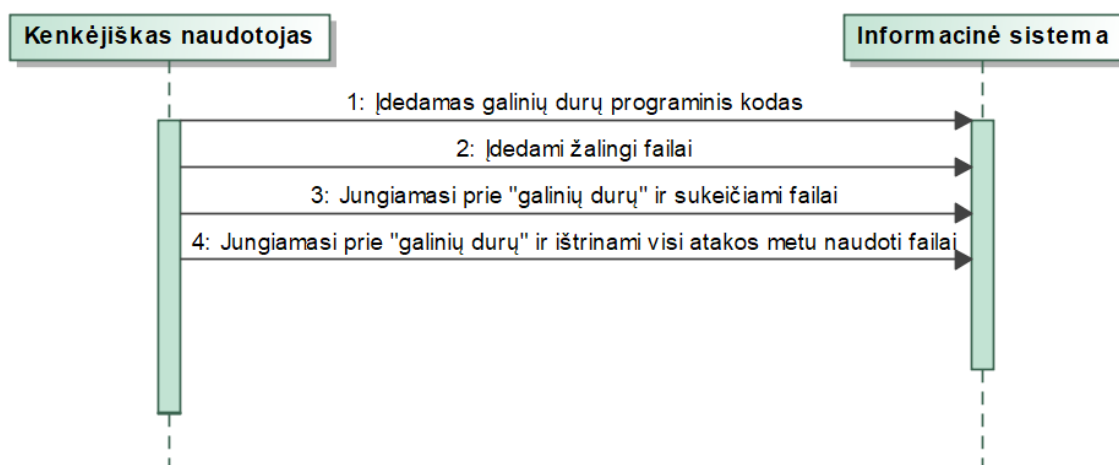 Kenkėjiškas naudotojas
Informacinė sistema
1: Įdedamas galinių durų programinis kodas
2: Įdedami žalingi failai
3: Jungiamasi prie "galinių durų" ir sukeičiami failai
4: Jungiamasi prie "galinių durų" ir ištrinami visi atakos metu naudoti failai